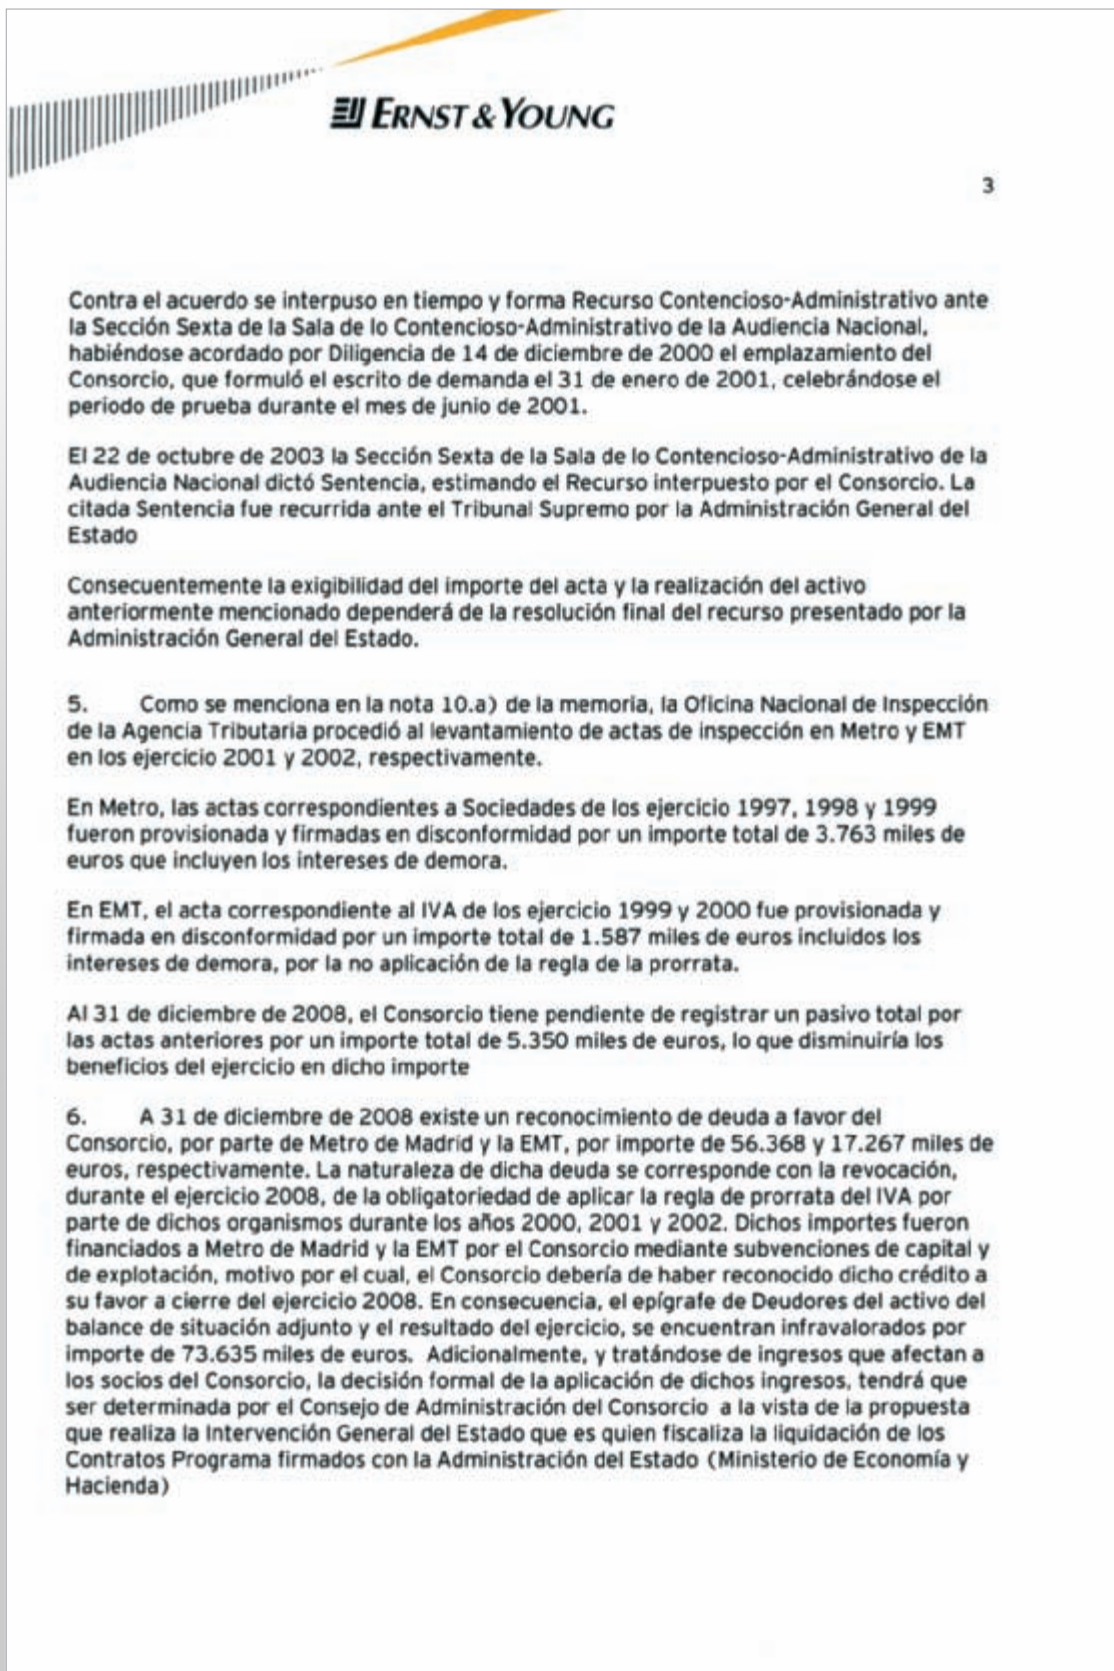 ERNST & YOUNG
3
Contra el acuerdo se interpuso en tiempo y forma Recurso Contencioso-Administrativo ante
la Sección Sexta de la Sala de lo Contencioso-Administrativo de la Audiencia Nacional,
habiéndose acordado por Diligencia de 14 de diciembre de 2000 el emplazamiento del
Consorcio, que formuló el escrito de demanda el 31 de enero de 2001, celebrándose el
periodo de prueba durante el mes de junio de 2001.
El 22 de octubre de 2003 la Sección Sexta de la Sala de lo Contencioso-Administrativo de la
Audiencia Nacional dictó Sentencia, estimando el Recurso interpuesto por el Consorcio. La
citada Sentencia fue recurrida ante el Tribunal Supremo por la Administración General del
Estado
Consecuentemente la exigibilidad del importe del acta y la realización del activo
anteriormente mencionado dependerá de la resolución final del recurso presentado por la
Administración General del Estado.
5. Como se menciona en la nota 10.a) de la memoria, la Oficina Nacional de Inspección
de la Agencia Tributaria procedió al levantamiento de actas de inspección en Metro y EMT
en los ejercicio 2001 y 2002, respectivamente.
En Metro, las actas correspondientes a Sociedades de los ejercicio 1997, 1998 y 1999
fueron provisionada y firmadas en disconformidad por un importe total de 3.763 miles de
euros que incluyen los intereses de demora.
En EMT, el acta correspondiente al IVA de los ejercicio 1999 y 2000 fue provisionada y
firmada en disconformidad por un importe total de 1.587 miles de euros incluidos los
intereses de demora, por la no aplicación de la regla de la prorrata.
Al 31 de diciembre de 2008, el Consorcio tiene pendiente de registrar un pasivo total por
las actas anteriores por un importe total de 5.350 miles de euros, lo que disminuiría los
beneficios del ejercicio en dicho importe
6. A 31 de diciembre de 2008 existe un reconocimiento de deuda a favor del
Consorcio, por parte de Metro de Madrid y la EMT, por importe de 56.368 y 17.267 miles de
euros, respectivamente. La naturaleza de dicha deuda se corresponde con la revocación,
durante el ejercicio 2008, de la obligatoriedad de aplicar la regla de prorrata del IVA por
parte de dichos organismos durante los años 2000, 2001 y 2002. Dichos importes fueron
financiados a Metro de Madrid y la EMT por el Consorcio mediante subvenciones de capital y
de explotación, motivo por el cual, el Consorcio debería de haber reconocido dicho crédito a
su favor a cierre del ejercicio 2008. En consecuencia, el epígrafe de Deudores del activo del
balance de situación adjunto y el resultado del ejercicio, se encuentran infravalorados por
importe de 73.635 miles de euros. Adicionalmente, y tratándose de ingresos que afectan a
los socios del Consorcio, la decisión formal de la aplicación de dichos ingresos, tendrá que
ser determinada por el Consejo de Administración del Consorcio a la vista de la propuesta
que realiza la Intervención General del Estado que es quien fiscaliza la liquidación de los
Contratos Programa firmados con la Administración del Estado (Ministerio de Economía y
Hacienda)